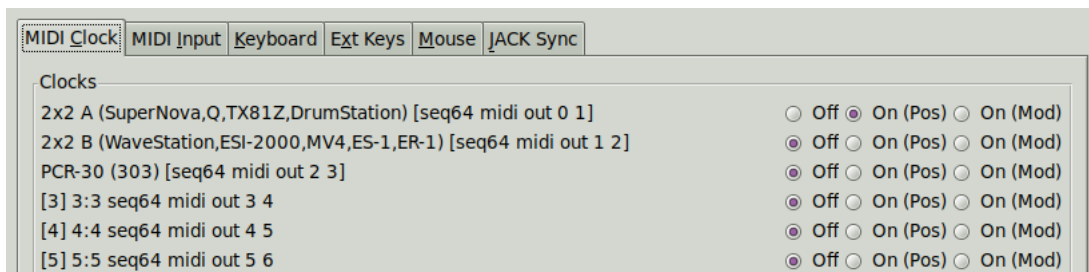 MIDI Clock MIDI Input Keyboard Ext Keys Mouse JACK Sync
Clocks
2x2 A (SuperNova,Q,TX81Z,DrumStation) [seq64 midi out 0 1] Off On (Pos) On (Mod)
2x2 B (WaveStation,ESI-2000,MV4,ES-1,ER-1) [seq64 midi out 1 2] Off On (Pos) On (Mod)
PCR-30 (303) [seq64 midi out 2 3] Off On (Pos) On (Mod)
[3] 3:3 seq64 midi out 3 4 Off On (Pos) On (Mod)
[4] 4:4 seq64 midi out 4 5 Off On (Pos) On (Mod)
[5] 5:5 seq64 midi out 5 6 Off On (Pos) On (Mod)